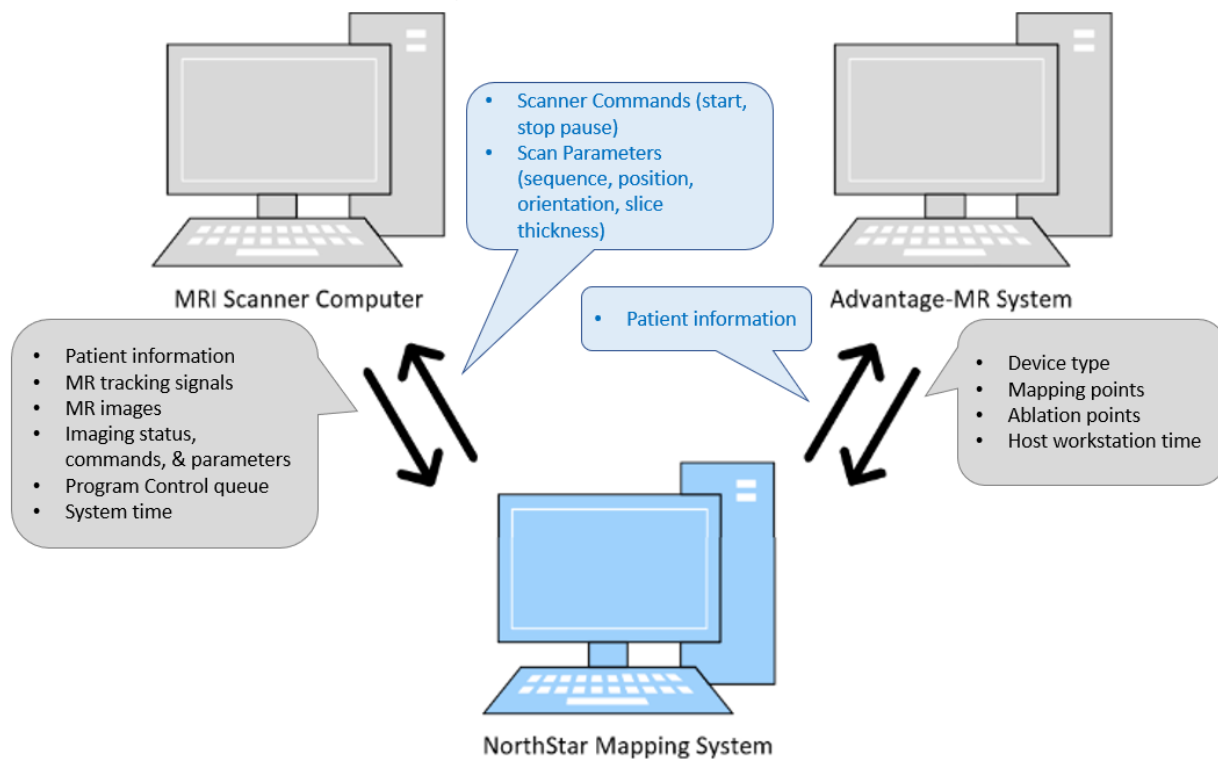 • Scanner Commands (start,
stop pause)
• Scan Parameters
(sequence, position,
orientation, slice
thickness)
MRI Scanner Computer
Advantage-MR System
• Patient information
• Patient information
• MR tracking signals
• MR images
• Imaging status,
commands, & parameters
• Program Control queue
• System time
• Device type
• Mapping points
• Ablation points
• Host workstation time
NorthStar Mapping System